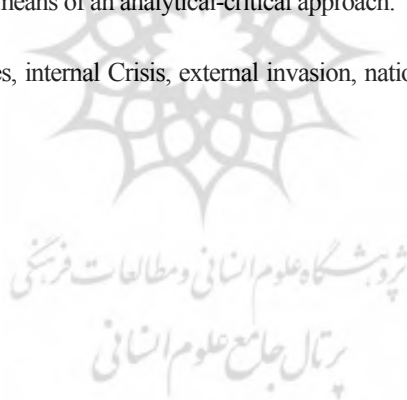 means of an analytical-critical approach.
es, internal Crisis, external invasion, natio
پژوهشگاه علوم انسانی و مطالعات فرهنگی
پرتال جامع علوم انسانی